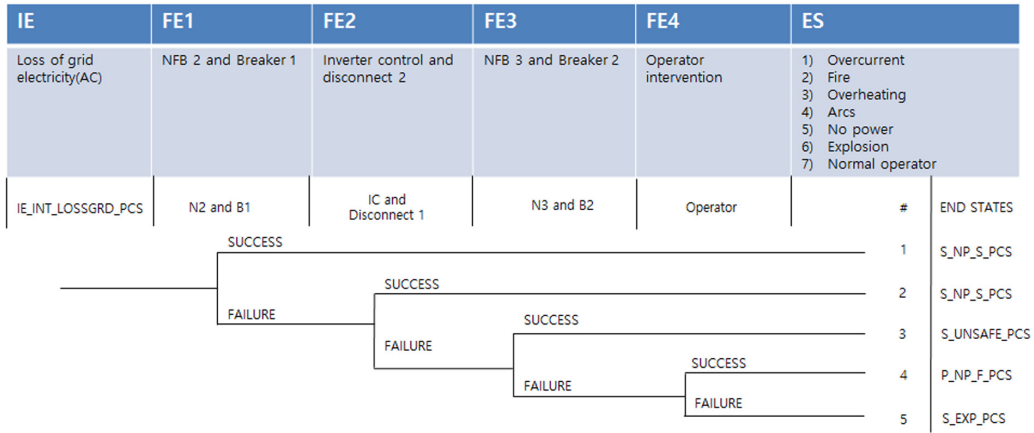 IE FE1 FE2 FE3 FE4 ES
Loss of grid
electricity(AC)
NFB 2 and Breaker 1
Inverter control and
disconnect 2
NFB 3 and Breaker 2
Operator
intervention
1) Overcurrent
2) Fire
3) Overheating
4) Arcs
5) No power
6) Explosion
7) Normal operator
IE_INT_LOSSGRD_PCS
N2 and B1
IC and
Disconnect 1
N3 and B2
Operator
#
END STATES
SUCCESS
1 S_NP_S_PCS
SUCCESS
2 S_NP_S_PCS
FAILURE
SUCCESS
3 S_UNSAFE_PCS
FAILURE
SUCCESS
4 P_NP_F_PCS
FAILURE
FAILURE
5 S_EXP_PCS